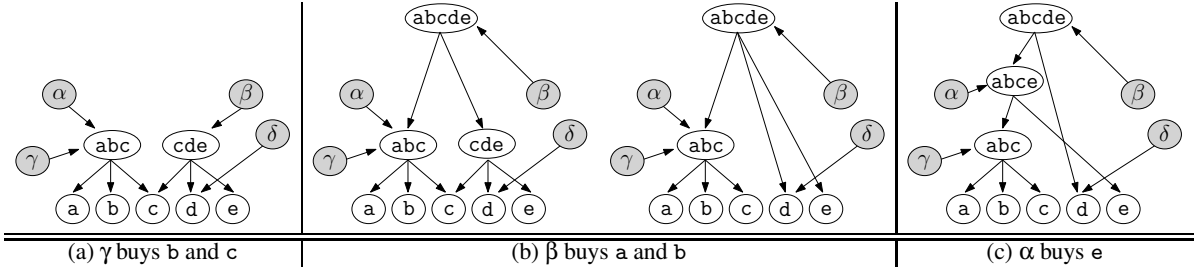 abcde
abcde
abcde
α
β
α
β
α
abce
β
γ
abc
cde
δ
γ
abc
cde
δ
γ
abc
δ
γ
abc
δ
a b c d e
a b c d e
a b c d e
a b c d e
(a) γ buys b and c
(b) β buys a and b
(c) α buys e